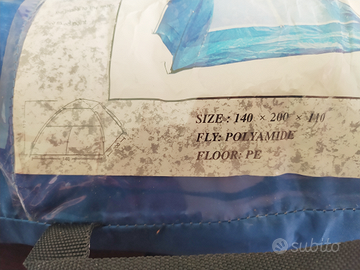 SIZE : 140 × 200 × 110
FLY: POLYAMIDE
FLOOR: PE
subito